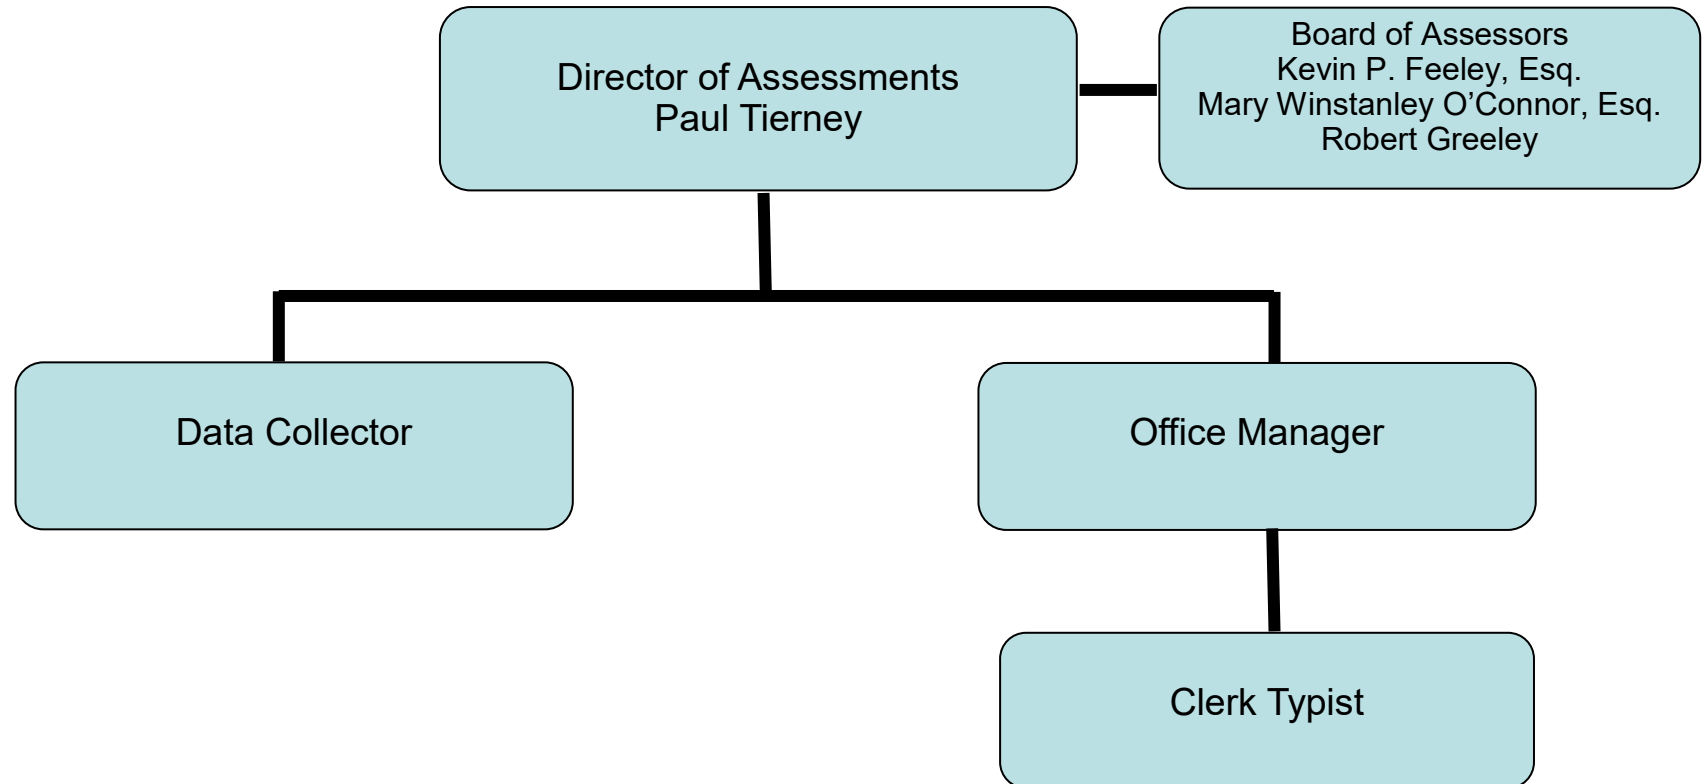 Director of Assessments
Paul Tierney
Board of Assessors
Kevin P. Feeley, Esq.
Mary Winstanley O’Connor, Esq.
Robert Greeley
Data Collector
Office Manager
Clerk Typist